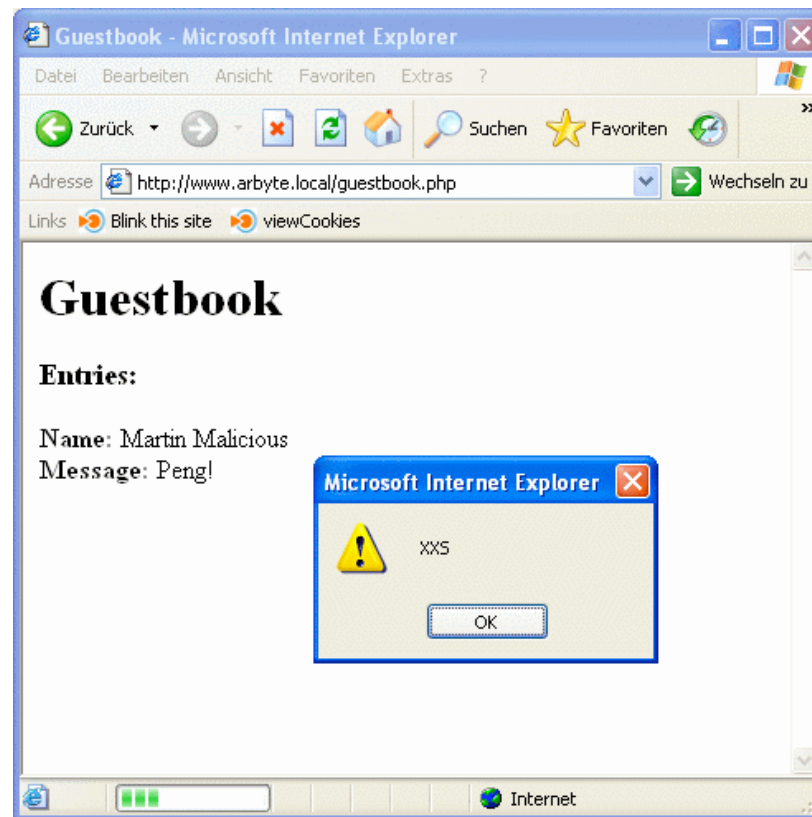 Guestbook - Microsoft Internet Explorer
Datei Bearbeiten Ansicht Favoriten Extras ?
Zurück Suchen Favoriten »
Adresse http://www.arbyte.local/guestbook.php Wechseln zu
Links Blink this site viewCookies
Guestbook
Entries:
Name: Martin Malicious
Message: Peng!
Microsoft Internet Explorer
XXS
OK
Internet